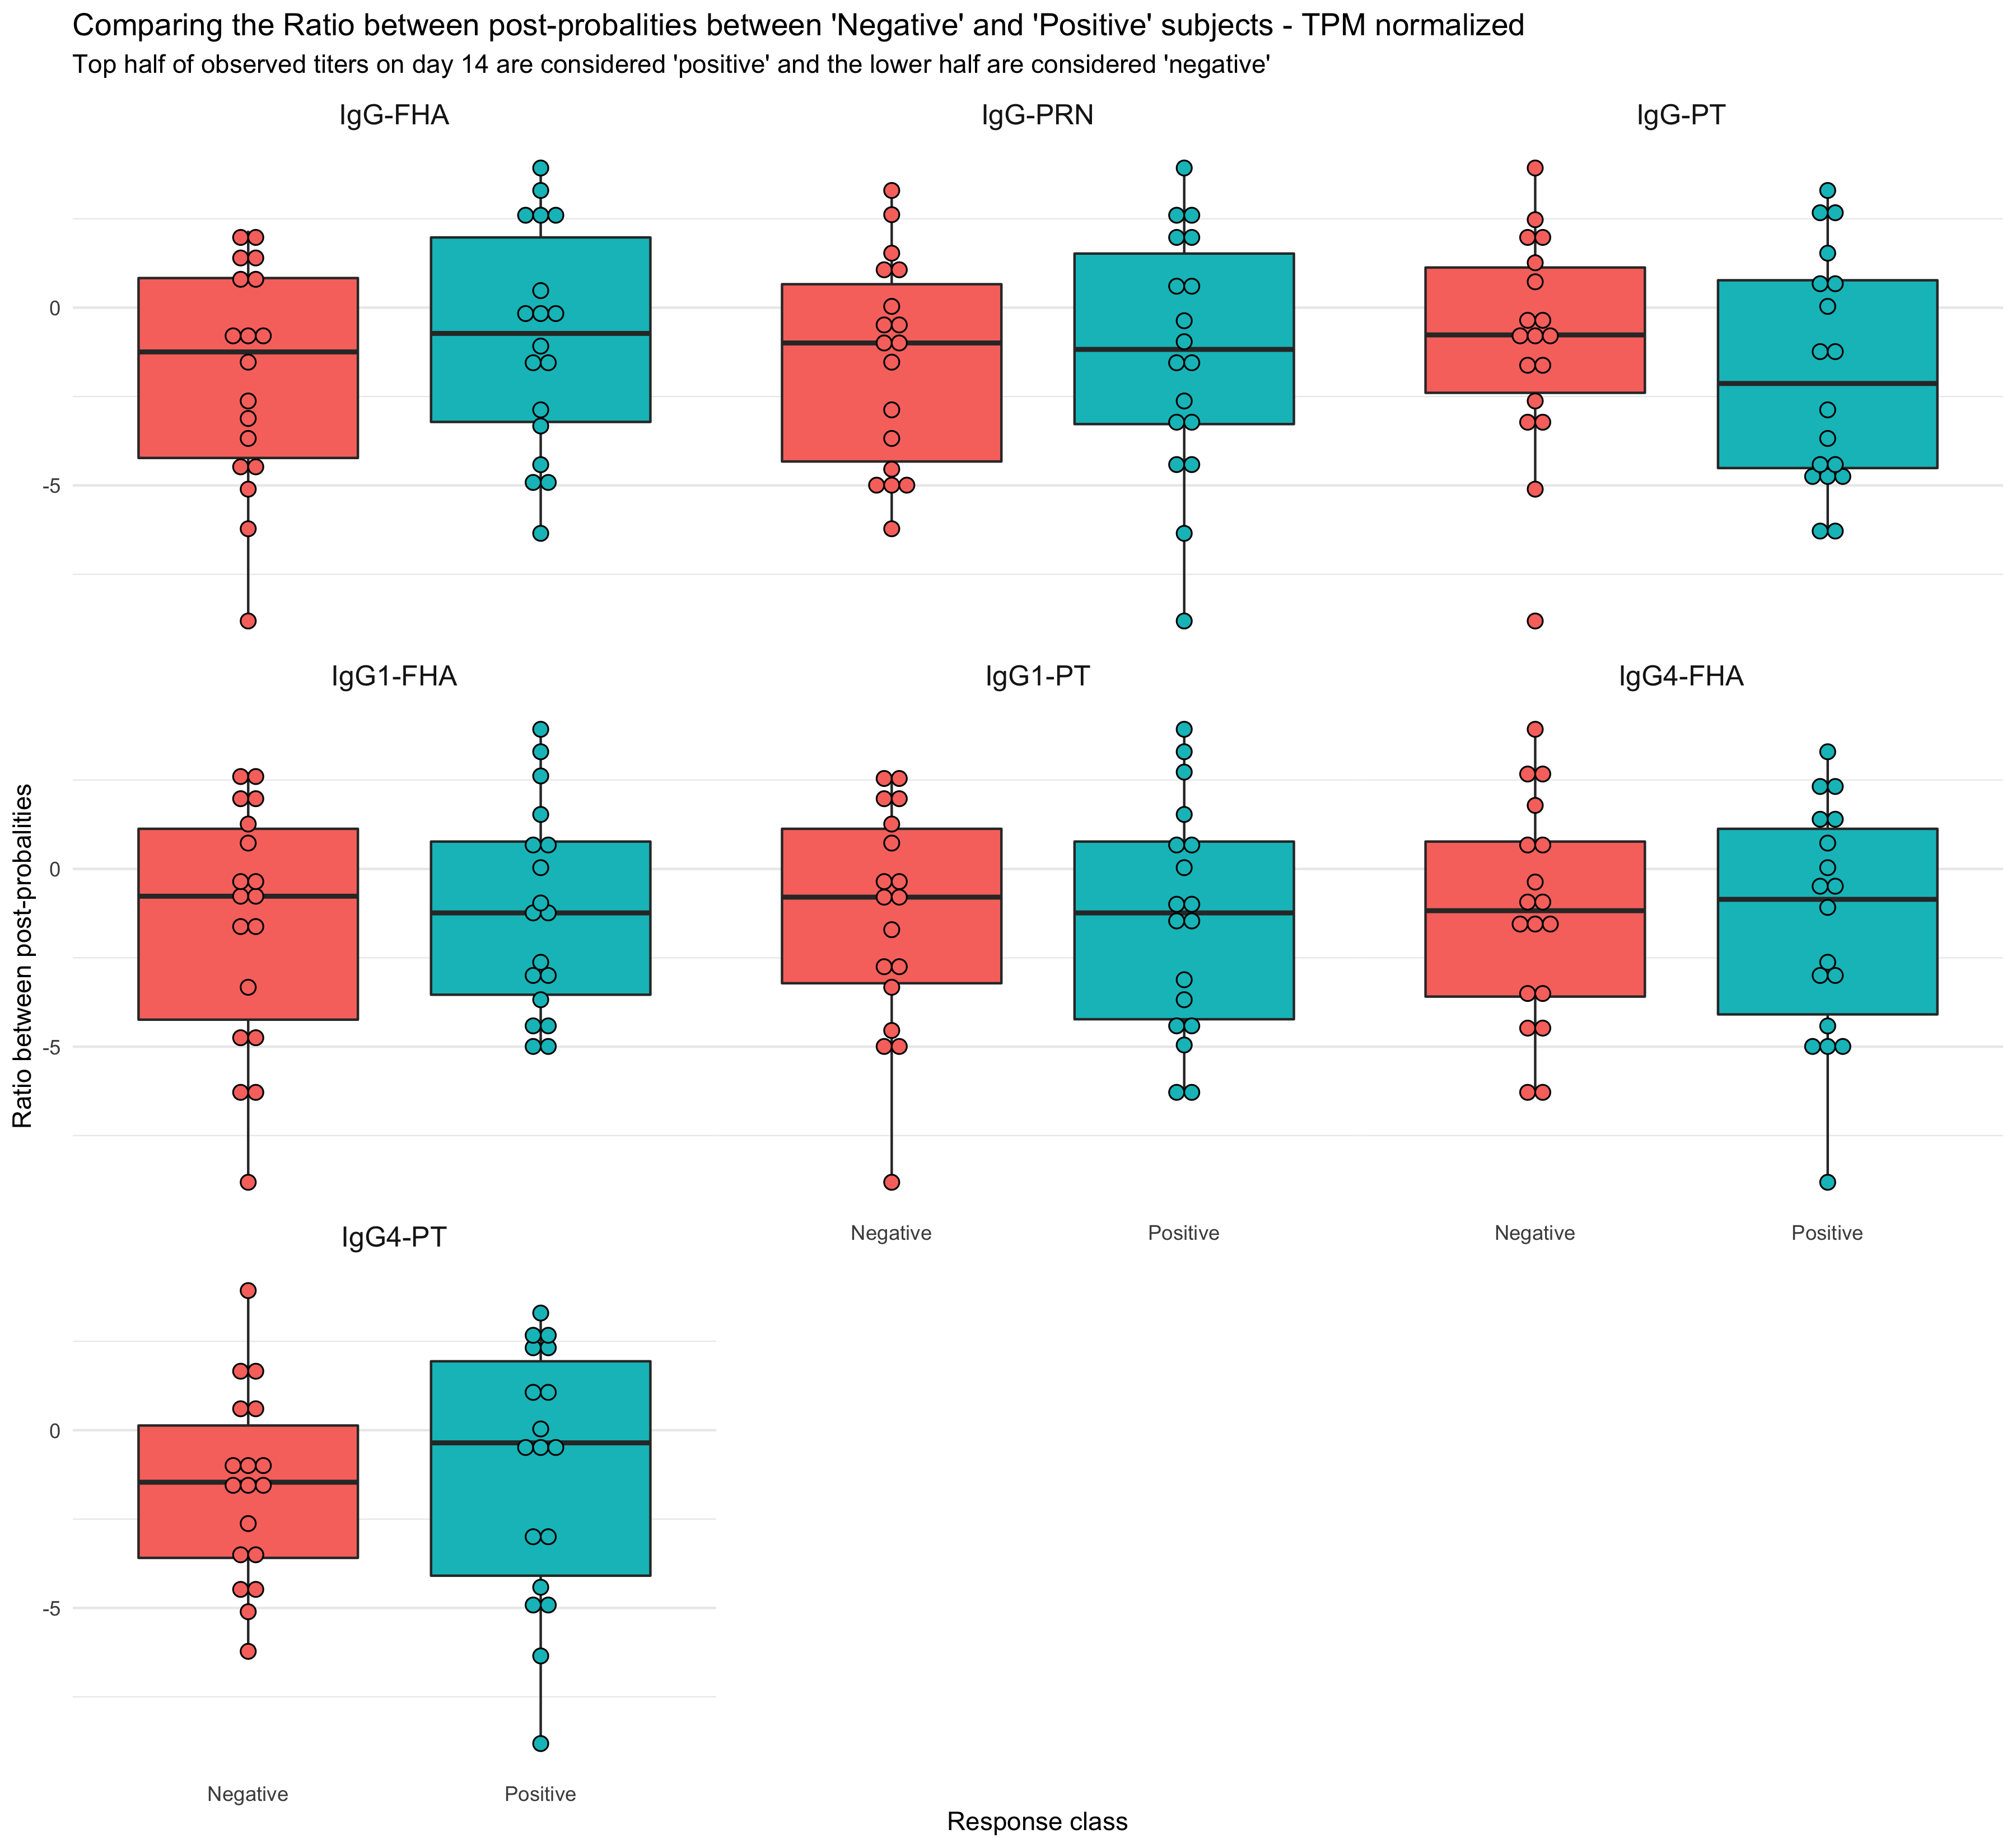 Comparing the Ratio between post-probalities between 'Negative' and 'Positive' subjects - TPM normalized
Top half of observed titers on day 14 are considered 'positive' and the lower half are considered 'negative'
IgG-FHA
IgG-PRN
IgG-PT
0
-5
IgG1-FHA
IgG1-PT
IgG4-FHA
Ratio between post-probalities
0
-5
Negative
Positive
Negative
Positive
IgG4-PT
0
-5
Negative
Positive
Response class